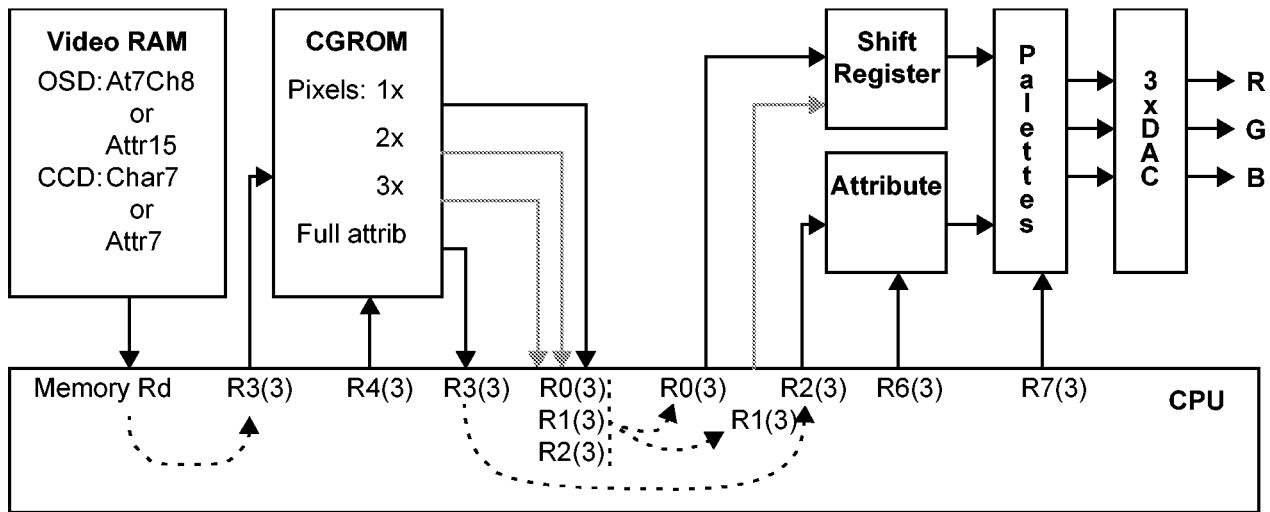 Video RAM
OSD: At7Ch8
or
Attr15
CCD: Char7
or
Attr7
CGROM
Pixels: 1x
2x
3x
Full attrib
Shift
Register
Attribute
Palettes
3xDAC
R
G
B
Memory Rd
R3(3)
R4(3)
R3(3)
R0(3)
R1(3)
R2(3)
R0(3)
R1(3)
R2(3)
R6(3)
R7(3)
CPU